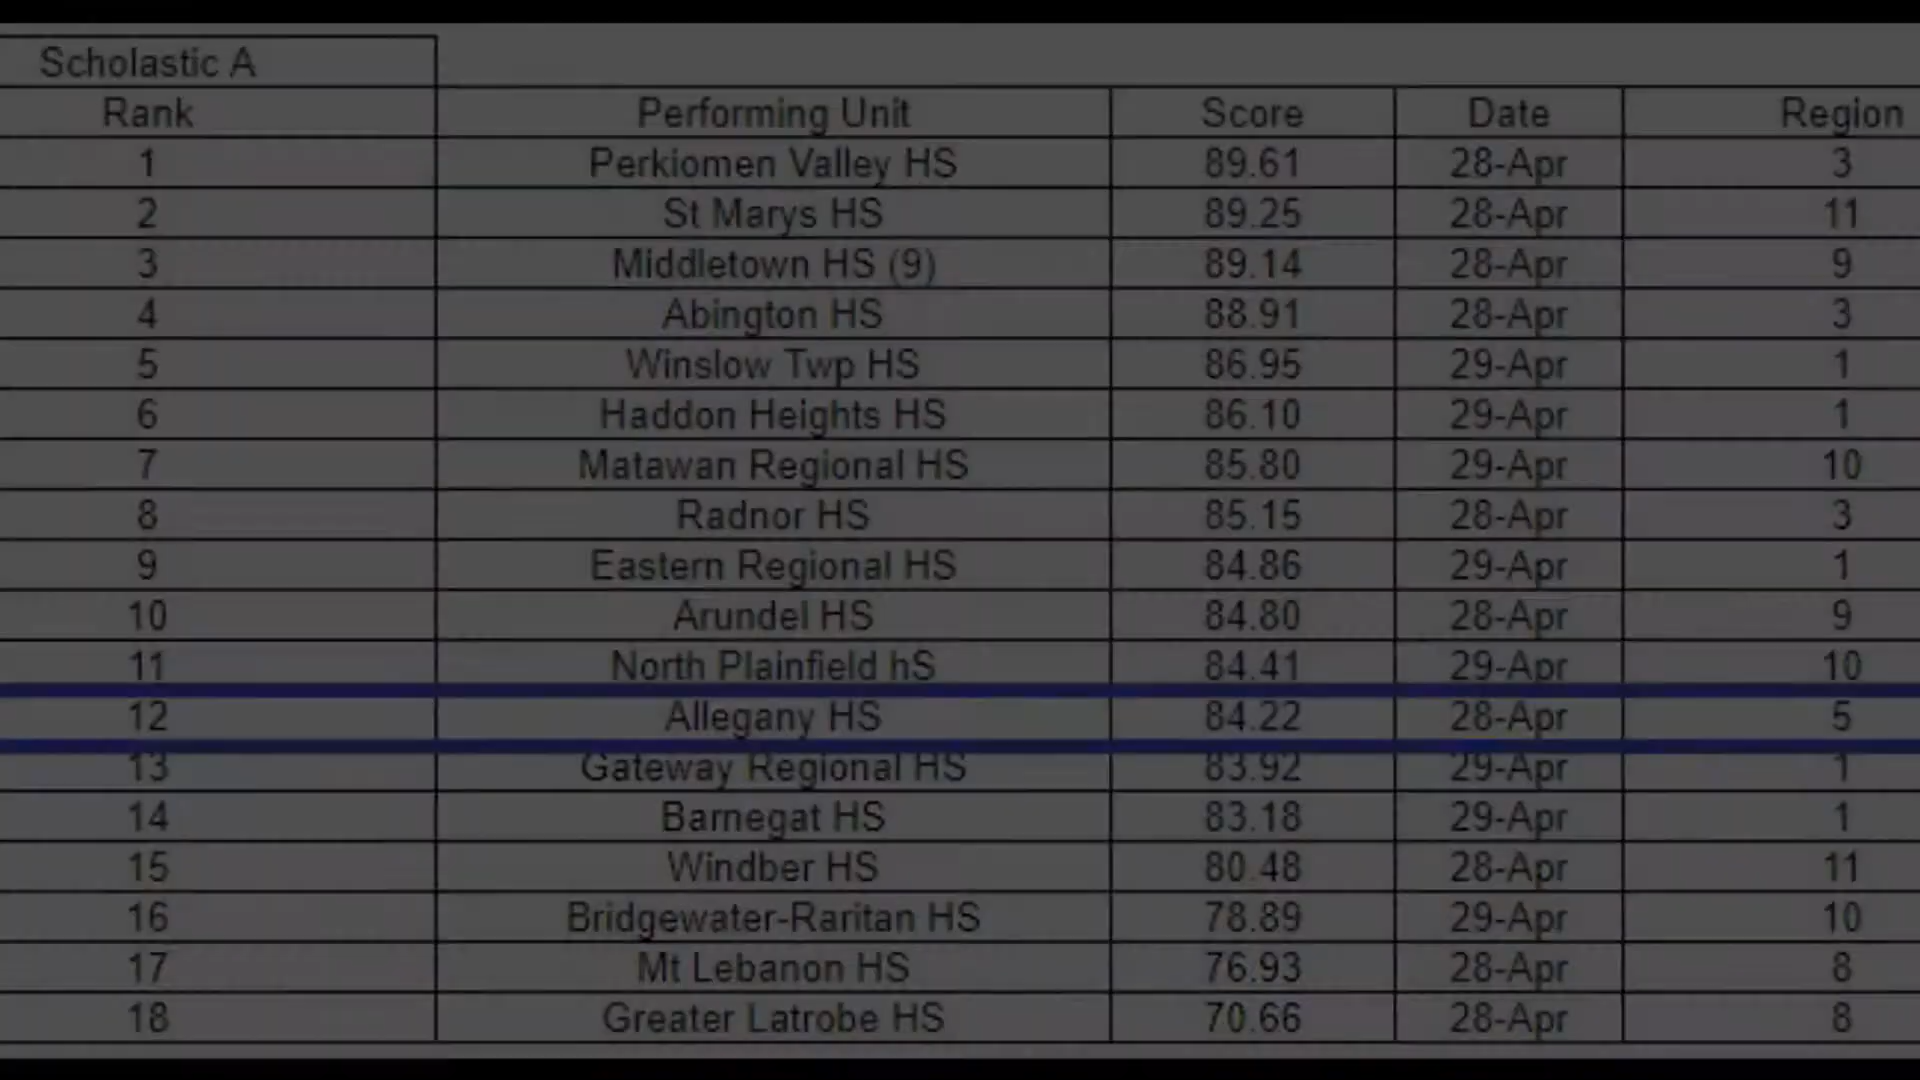 Scholastic A
Rank Performing Unit Score Date Region
1 Perkiomen Valley HS 89.61 28-Apr 3
2 St Marys HS 89.25 28-Apr 11
3 Middletown HS (9) 89.14 28-Apr 9
4 Abington HS 88.91 28-Apr 3
5 Winslow Twp HS 86.95 29-Apr 1
6 Haddon Heights HS 86.10 29-Apr 1
7 Matawan Regional HS 85.80 29-Apr 10
8 Radnor HS 85.15 28-Apr 3
9 Eastern Regional HS 84.86 29-Apr 1
10 Arundel HS 84.80 28-Apr 9
11 North Plainfield hS 84.41 29-Apr 10
12 Allegany HS 84.22 28-Apr 5
13 Gateway Regional HS 83.92 29-Apr 1
14 Barnegat HS 83.18 29-Apr 1
15 Windber HS 80.48 28-Apr 11
16 Bridgewater-Raritan HS 78.89 29-Apr 10
17 Mt Lebanon HS 76.93 28-Apr 8
18 Greater Latrobe HS 70.66 28-Apr 8